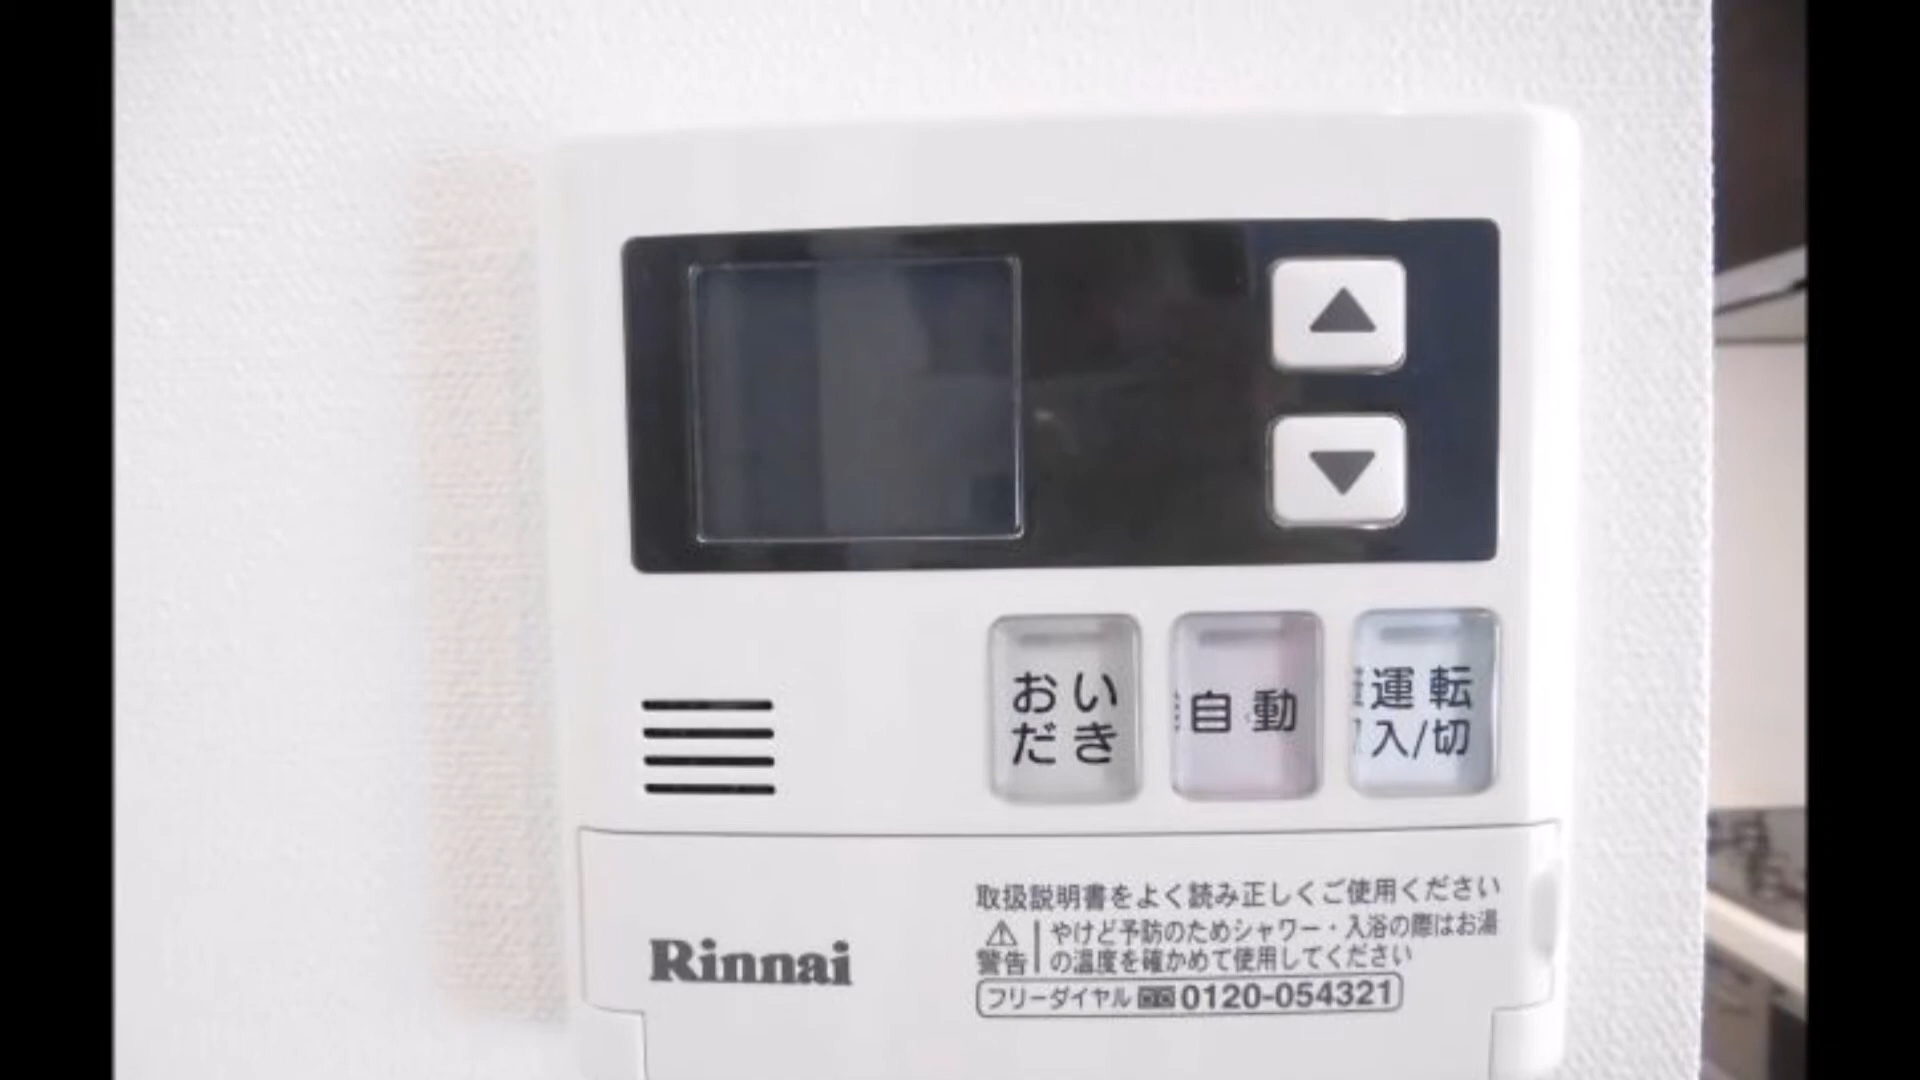 おい
だき
自動
運転
入/切
取扱説明書をよく読み正しくご使用ください
⚠ やけど予防のためシャワー・入浴の際はお湯
警告 の温度を確かめて使用してください
Rinnai
フリーダイヤル 0120-054321